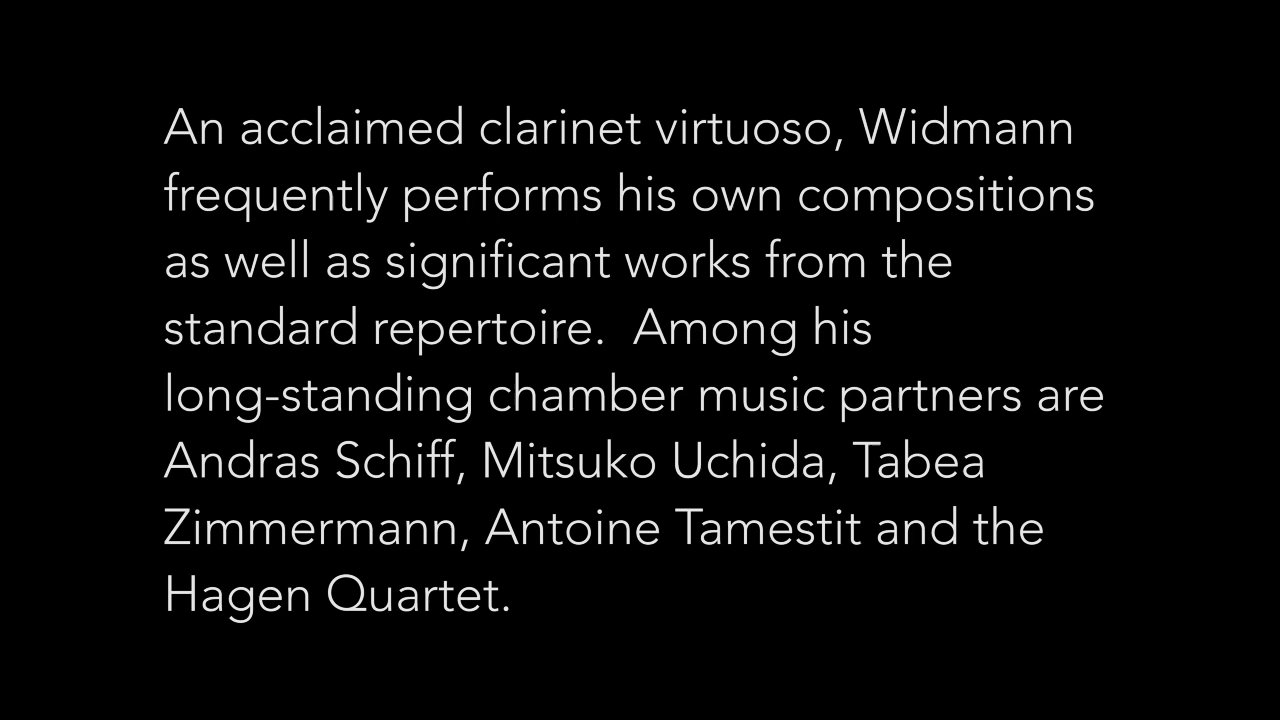 An acclaimed clarinet virtuoso, Widmann
frequently performs his own compositions
as well as significant works from the
standard repertoire.  Among his
long-standing chamber music partners are
Andras Schiff, Mitsuko Uchida, Tabea
Zimmermann, Antoine Tamestit and the
Hagen Quartet.